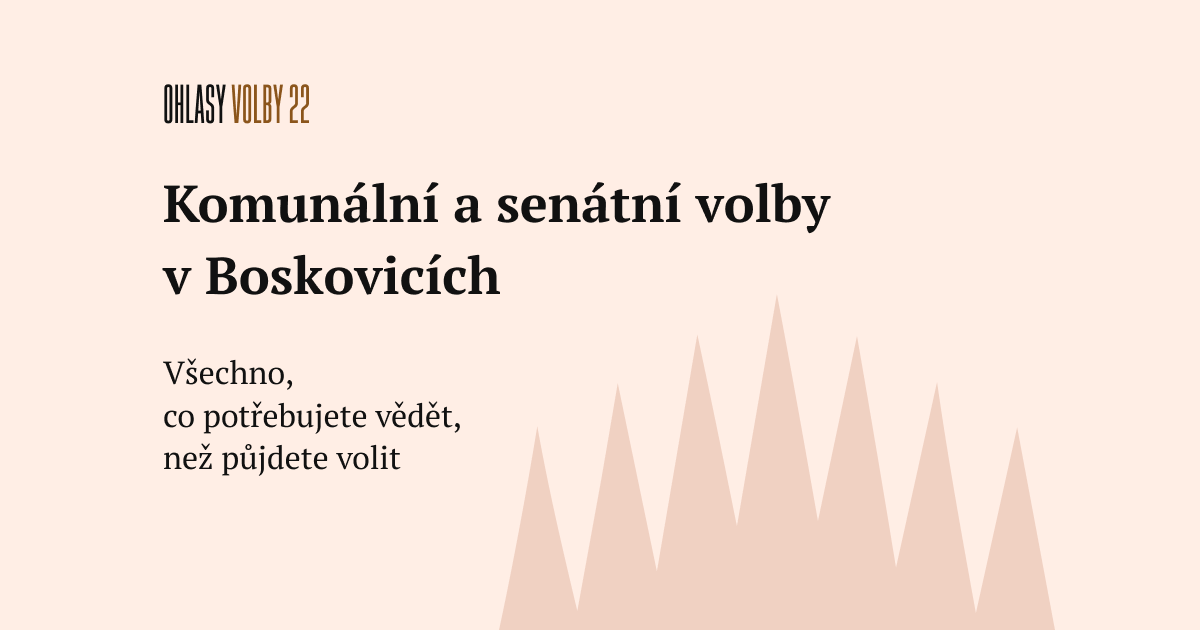 OHLASY VOLBY 22
Komunální a senátní volby
v Boskovicích
Všechno,
co potřebujete vědět,
než půjdete volit